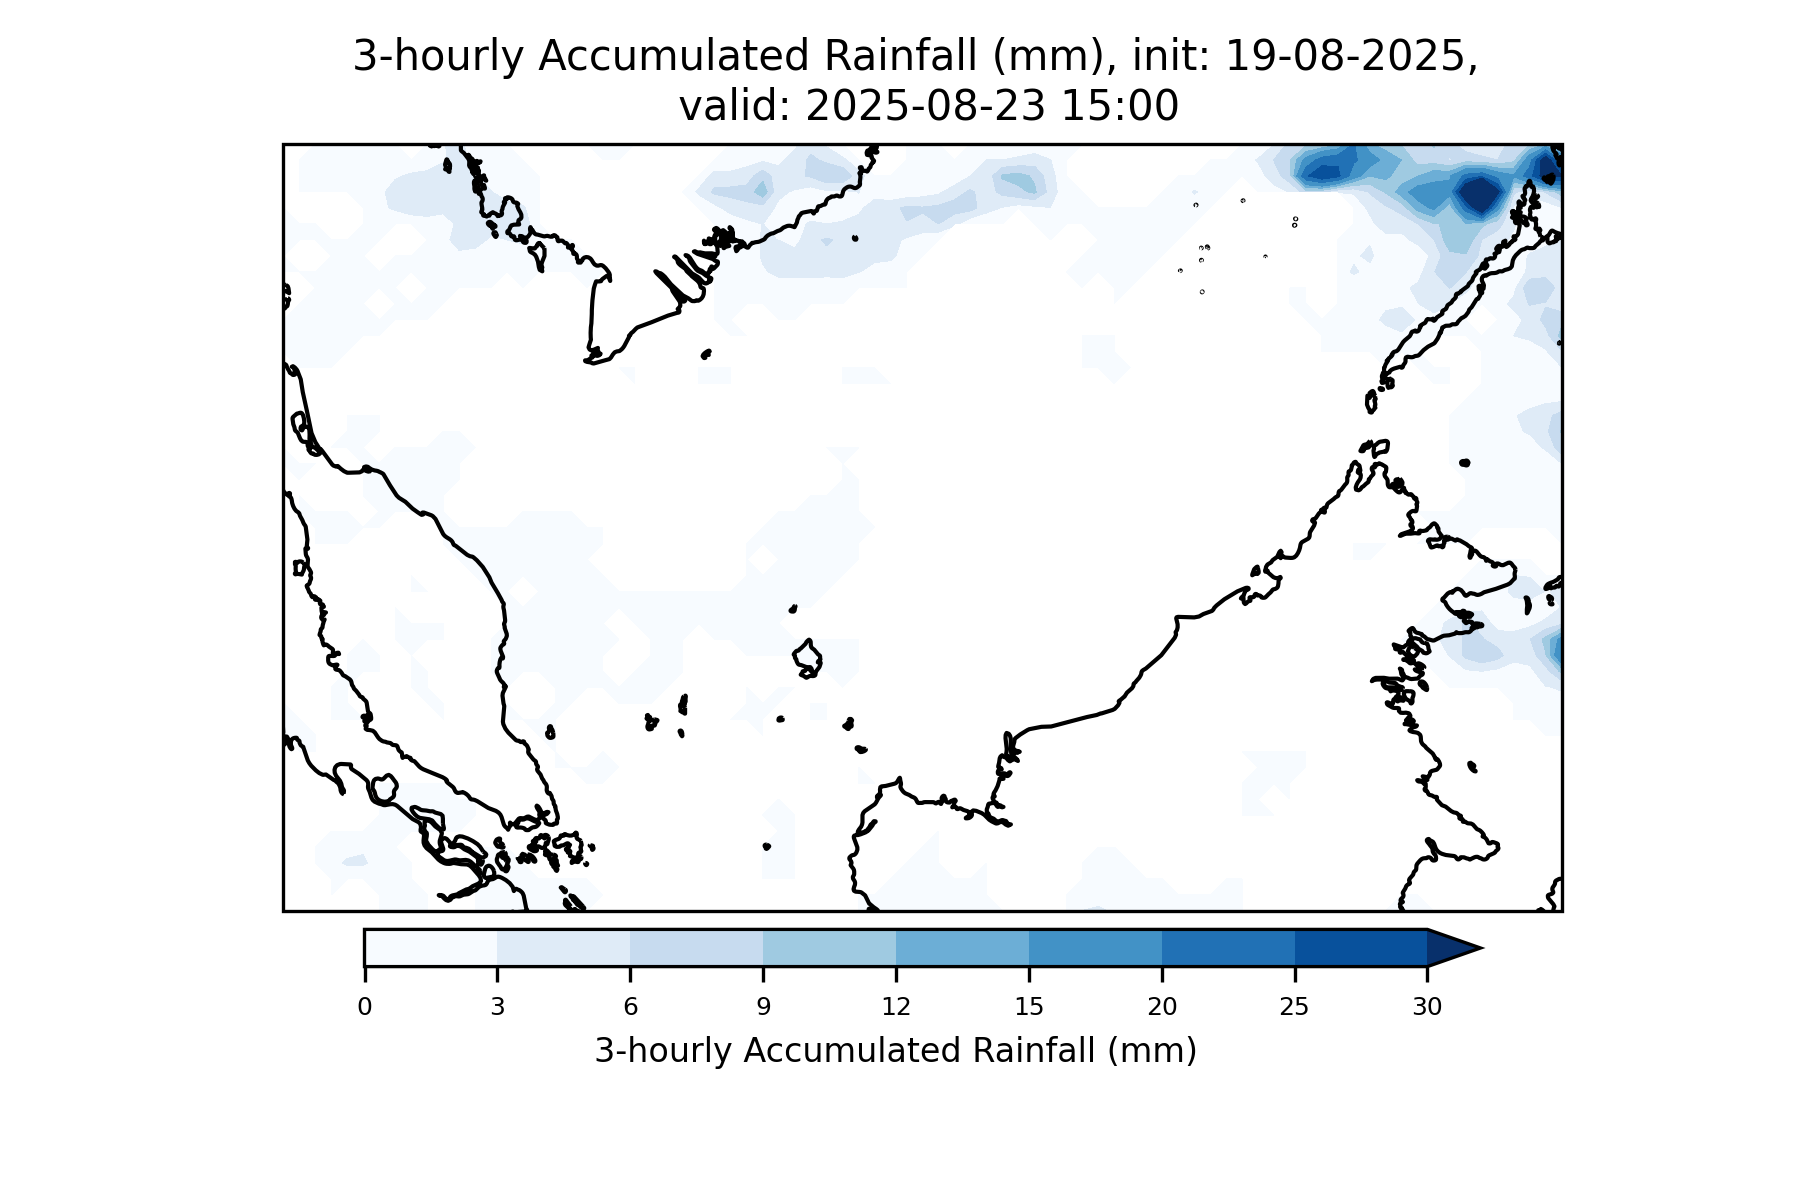 3-hourly Accumulated Rainfall (mm), init: 19-08-2025,
valid: 2025-08-23 15:00
0 3 6 9 12 15 20 25 30
3-hourly Accumulated Rainfall (mm)